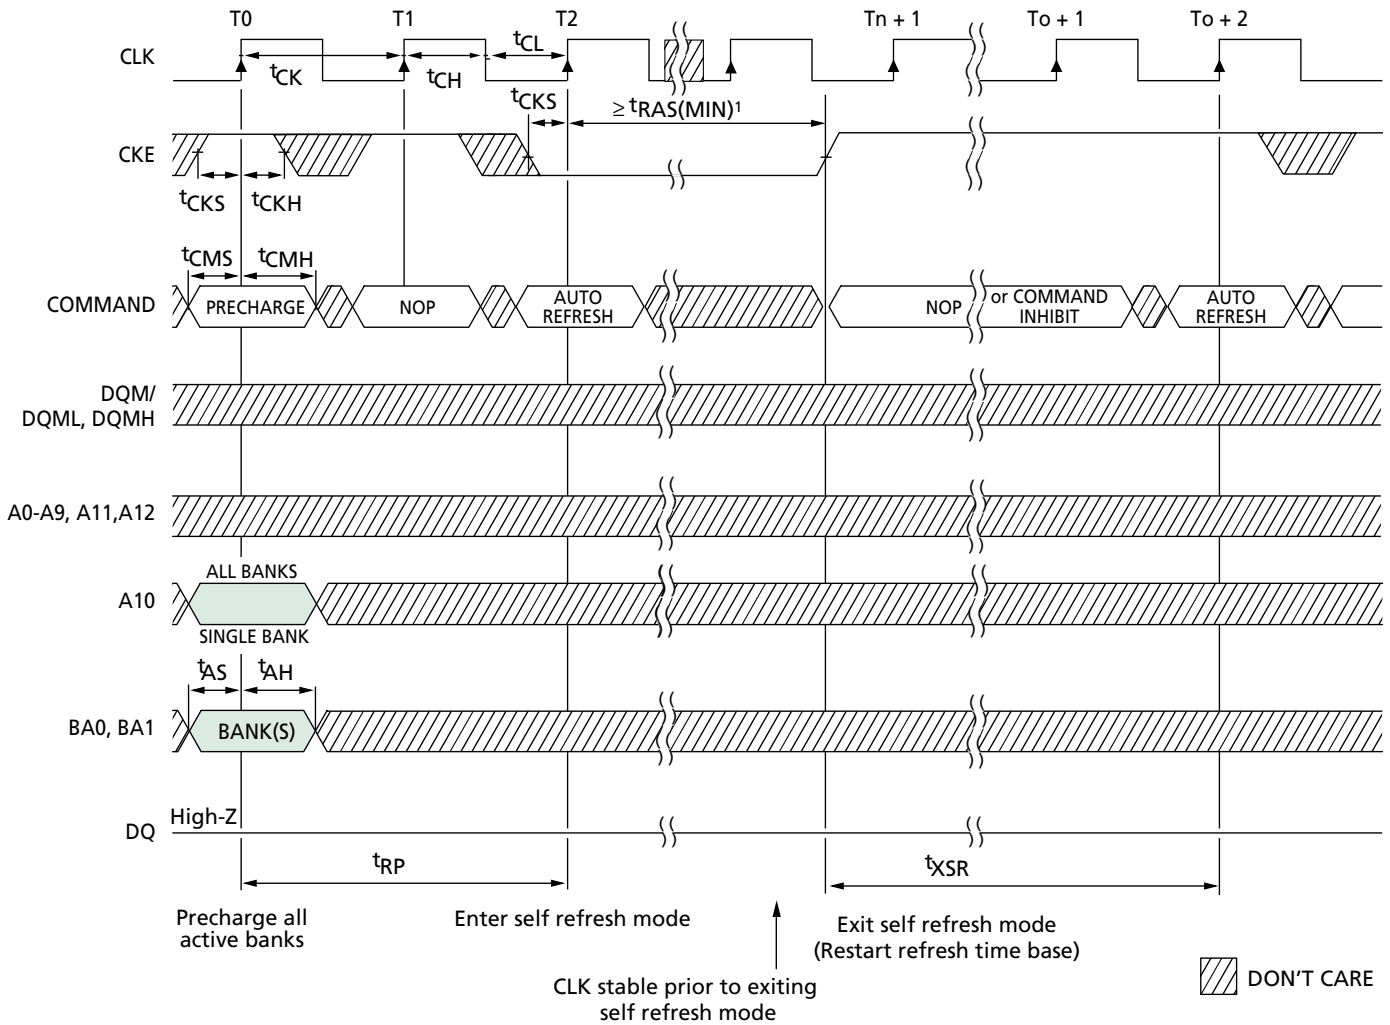 T0 T1 T2 Tn + 1 To + 1 To + 2
CLK
tCK tCH tCL
tCKS ≥ tRAS(MIN)1
CKE
tCKS tCKH
tCMS tCMH
COMMAND PRECHARGE NOP AUTO REFRESH NOP or COMMAND INHIBIT AUTO REFRESH
DQM/
DQML, DQMH
A0-A9, A11,A12
ALL BANKS
A10
SINGLE BANK
tAS tAH
BA0, BA1 BANK(S)
High-Z
DQ
tRP tXSR
Precharge all
active banks
Enter self refresh mode
Exit self refresh mode
(Restart refresh time base)
CLK stable prior to exiting
self refresh mode
DON'T CARE